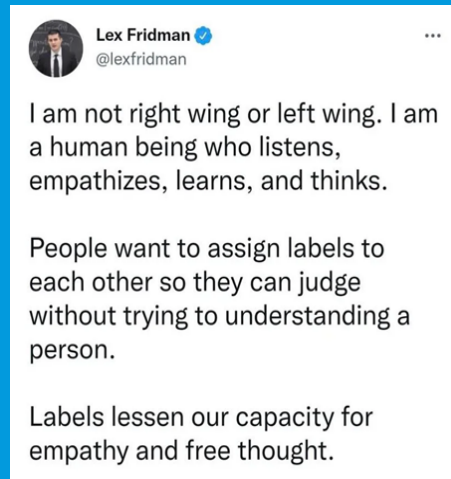 Lex Fridman
@lexfridman
I am not right wing or left wing. I am
a human being who listens,
empathizes, learns, and thinks.
People want to assign labels to
each other so they can judge
without trying to understanding a
person.
Labels lessen our capacity for
empathy and free thought.